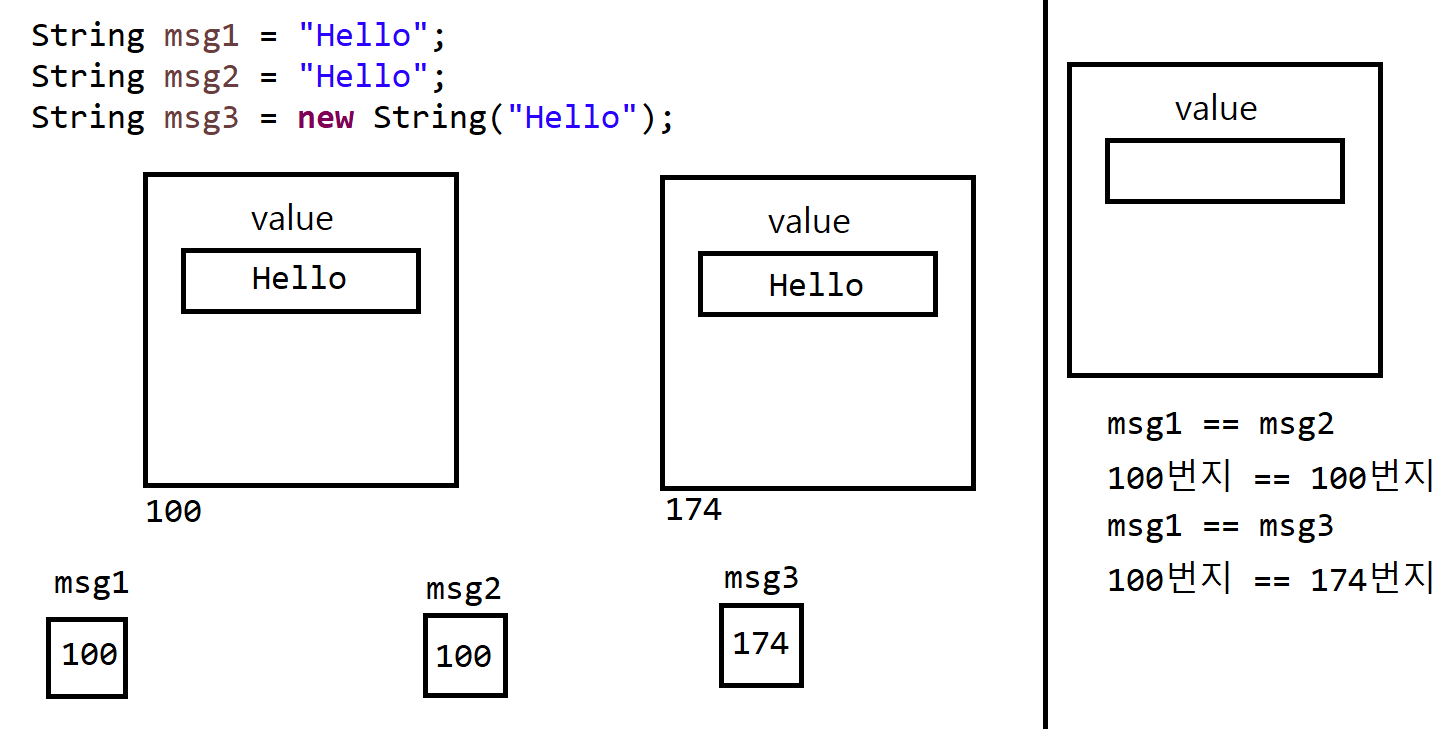 String msg1 = "Hello";
String msg2 = "Hello";
String msg3 = new String("Hello");
value
Hello
100
value
Hello
174
msg1
100
msg2
100
msg3
174
value
msg1 == msg2
100번지 == 100번지
msg1 == msg3
100번지 == 174번지